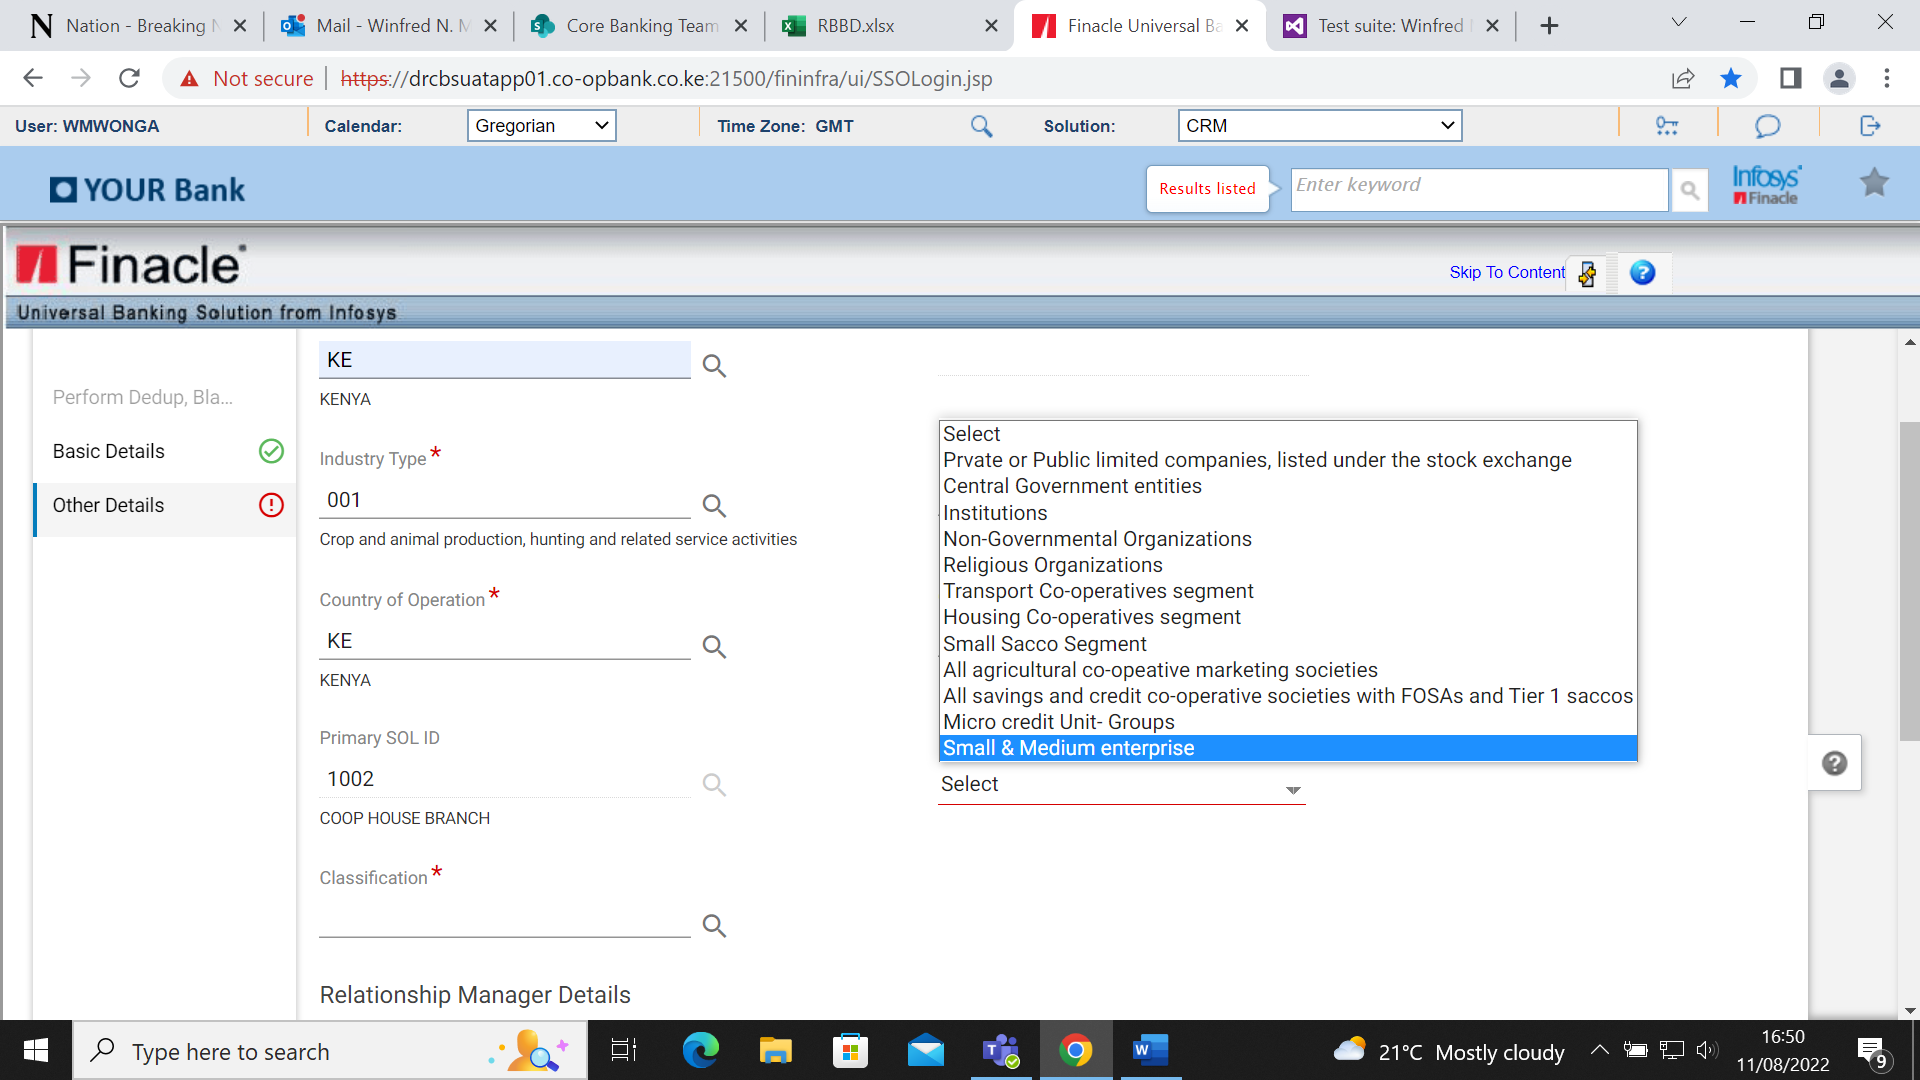 Nation - Breaking N
Mail - Winfred N. M
Core Banking Team
RBBD.xlsx
Finacle Universal Ba
Test suite: Winfred
Not secure
https://drcbsuatapp01.co-opbank.co.ke:21500/fininfra/ui/SSOLogin.jsp
User: WMWONGA
Calendar:
Gregorian
Time Zone: GMT
Solution:
CRM
YOUR Bank
Results listed
Enter keyword
Infosys
Finacle
Finacle
Skip To Content
Universal Banking Solution from Infosys
Perform Dedup, Bla...
Basic Details
Other Details
KE
KENYA
Industry Type*
001
Crop and animal production, hunting and related service activities
Country of Operation*
KE
KENYA
Primary SOL ID
1002
COOP HOUSE BRANCH
Classification*
Relationship Manager Details
Select
Prvate or Public limited companies, listed under the stock exchange
Central Government entities
Institutions
Non-Governmental Organizations
Religious Organizations
Transport Co-operatives segment
Housing Co-operatives segment
Small Sacco Segment
All agricultural co-opeative marketing societies
All savings and credit co-operative societies with FOSAs and Tier 1 saccos
Micro credit Unit- Groups
Small & Medium enterprise
Select
Type here to search
21°C Mostly cloudy
16:50
11/08/2022
9